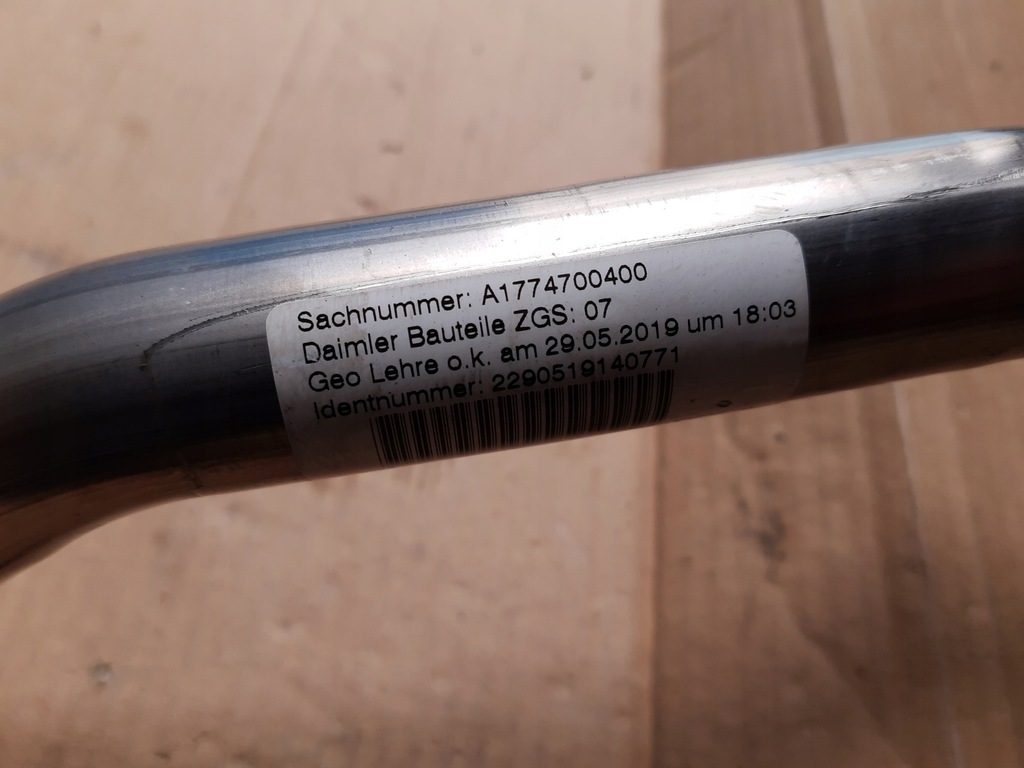 Sachnummer: A1774700400
Daimler Bauteile ZGS: 07
Geo Lehre o.k. am 29.05.2019 um 18:03
Identnummer: 2290519140771